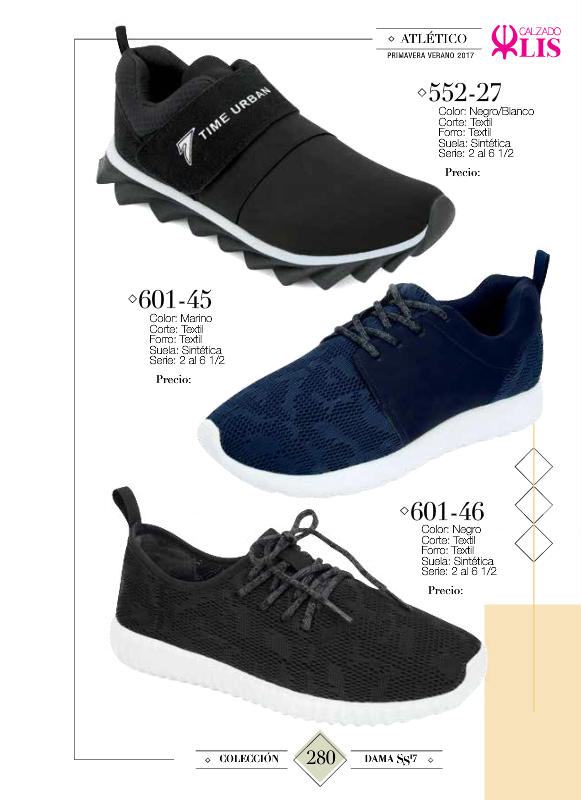 ATLÉTICO
PRIMAVERA VERANO 2017
CALZADO
LIS
552-27
Color: Negro/Blanco
Corte: Textil
Forro: Textil
Suela: Sintética
Serie: 2 al 6 1/2
Precio:
7 TIME URBAN
601-45
Color: Marino
Corte: Textil
Forro: Textil
Suela: Sintética
Serie: 2 al 6 1/2
Precio:
601-46
Color: Negro
Corte: Textil
Forro: Textil
Suela: Sintética
Serie: 2 al 6 1/2
Precio:
COLECCIÓN 280 DAMA SS'17